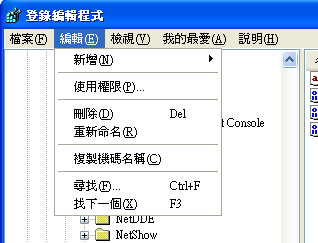 登錄編輯程式
檔案(F) 編輯(E) 檢視(V) 我的最愛(A) 說明(H)
新增(N)
使用權限(P)...
刪除(D) Del
t Console
重新命名(R)
複製機碼名稱(C)
尋找(F)... Ctrl+F
找下一個(X) F3
NetDDE
NetShow